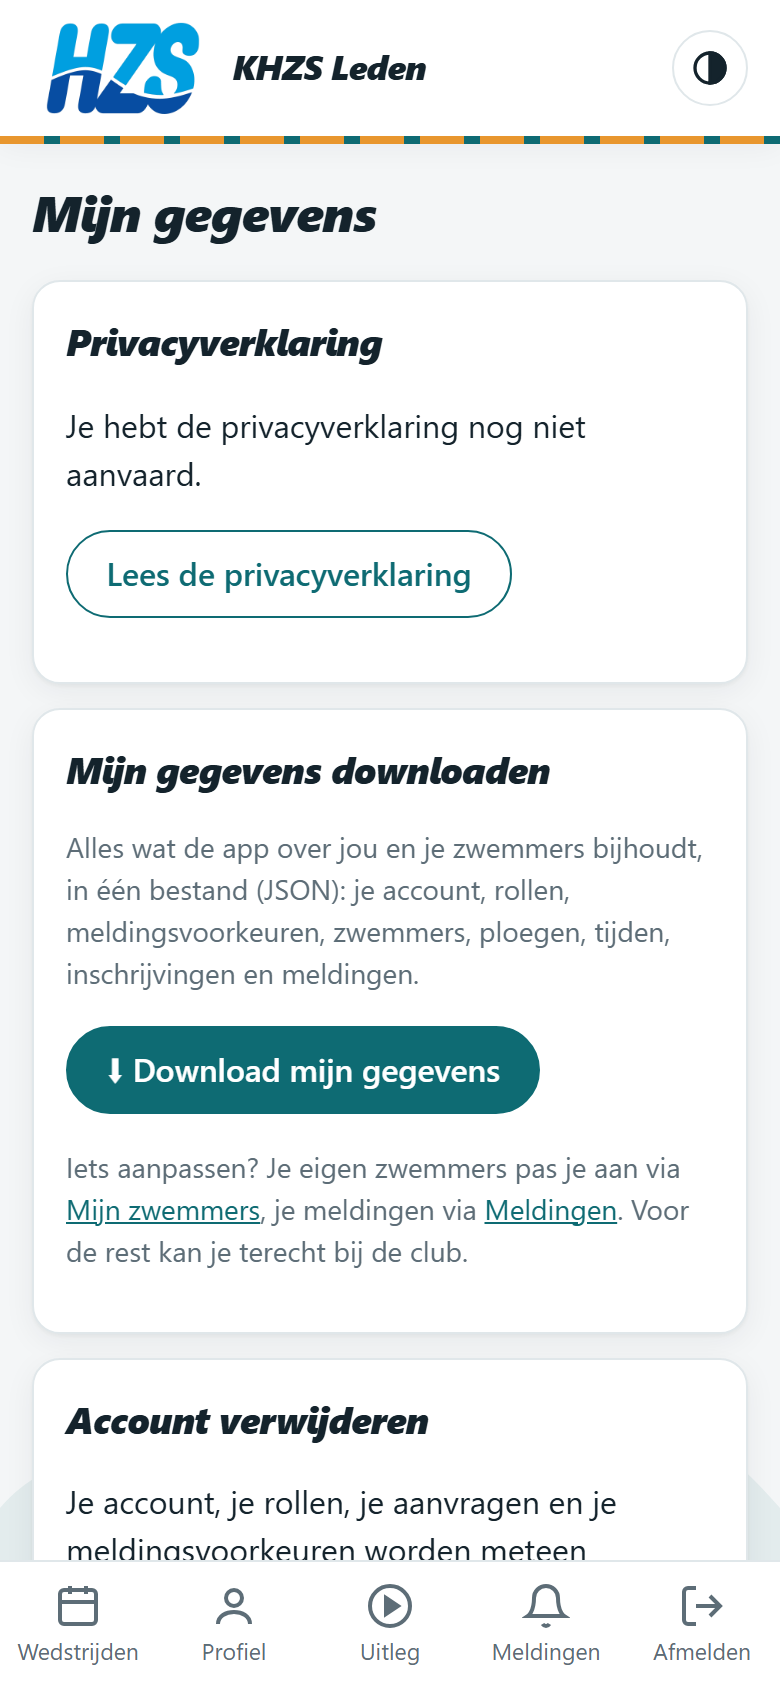 HZS
KHZS Leden
Mijn gegevens
Privacyverklaring
Je hebt de privacyverklaring nog niet
aanvaard.
Lees de privacyverklaring
Mijn gegevens downloaden
Alles wat de app over jou en je zwemmers bijhoudt,
in één bestand (JSON): je account, rollen,
meldingsvoorkeuren, zwemmers, ploegen, tijden,
inschrijvingen en meldingen.
⬇ Download mijn gegevens
Iets aanpassen? Je eigen zwemmers pas je aan via
Mijn zwemmers, je meldingen via Meldingen. Voor
de rest kan je terecht bij de club.
Account verwijderen
Je account, je rollen, je aanvragen en je
meldingsvoorkeuren worden meteen
Wedstrijden
Profiel
Uitleg
Meldingen
Afmelden